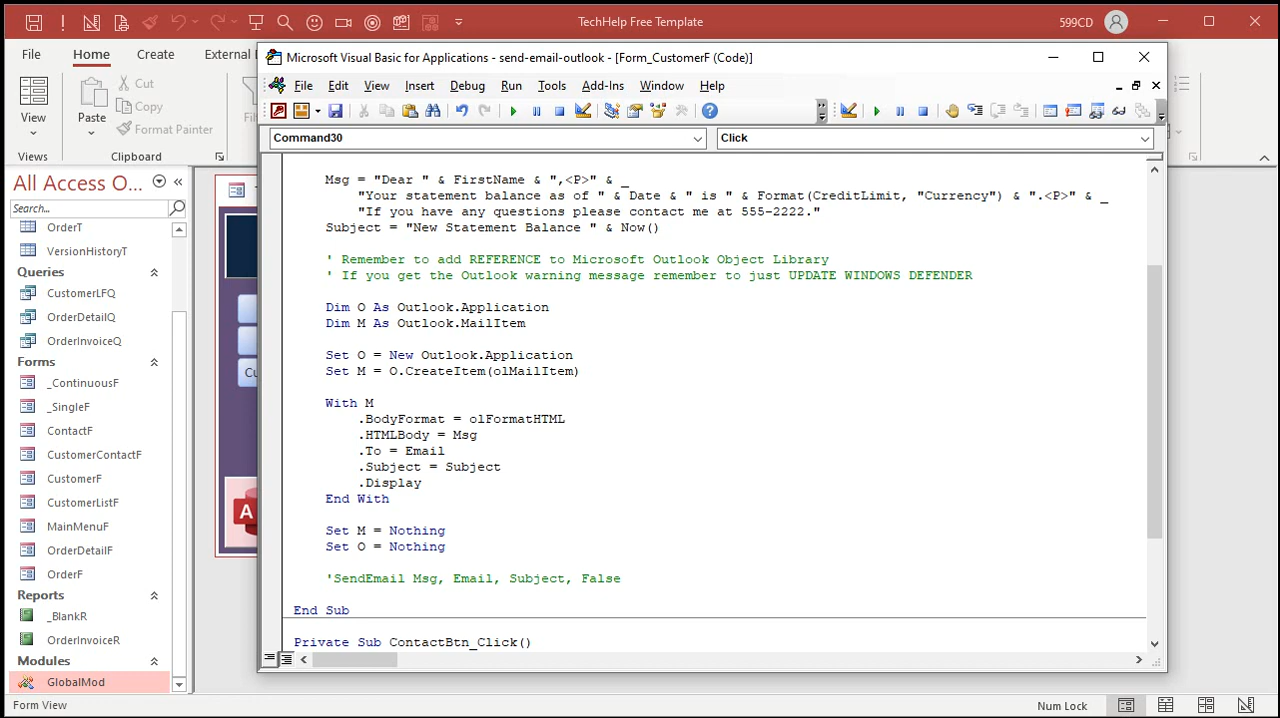 TechHelp Free Template
599CD
File
Home
Create
External
View
Views
Paste
Cut
Copy
Format Painter
Clipboard
Microsoft Visual Basic for Applications - send-email-outlook - [Form_CustomerF (Code)]
File Edit View Insert Debug Run Tools Add-Ins Window Help
Command30
Click
Msg = "Dear " & FirstName & ",<P>" & _
"Your statement balance as of " & Date & " is " & Format(CreditLimit, "Currency") & ".<P>" & _
"If you have any questions please contact me at 555-2222."
Subject = "New Statement Balance " & Now()
' Remember to add REFERENCE to Microsoft Outlook Object Library
' If you get the Outlook warning message remember to just UPDATE WINDOWS DEFENDER
Dim O As Outlook.Application
Dim M As Outlook.MailItem
Set O = New Outlook.Application
Set M = O.CreateItem(olMailItem)
With M
.BodyFormat = olFormatHTML
.HTMLBody = Msg
.To = Email
.Subject = Subject
.Display
End With
Set M = Nothing
Set O = Nothing
'SendEmail Msg, Email, Subject, False
End Sub
Private Sub ContactBtn_Click()
All Access O...
Search...
OrderT
VersionHistoryT
Queries
CustomerLFQ
OrderDetailQ
OrderInvoiceQ
Forms
_ContinuousF
_SingleF
ContactF
CustomerContactF
CustomerF
CustomerListF
MainMenuF
OrderDetailF
OrderF
Reports
_BlankR
OrderInvoiceR
Modules
GlobalMod
Cu
A
Form View
Num Lock